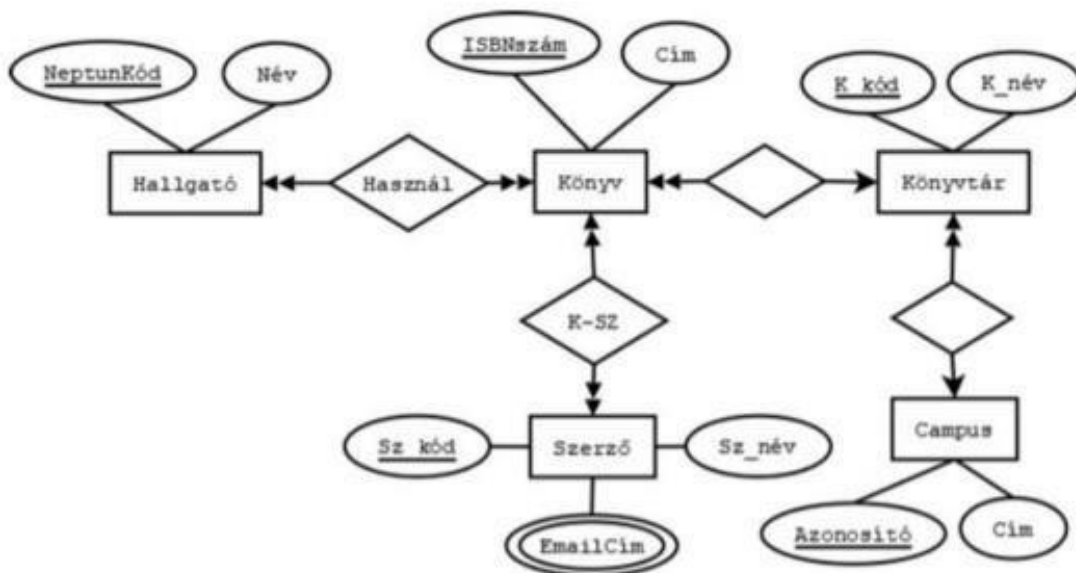 NeptunKód
Név
ISBNszám
Cím
K_kód
K_név
Hallgató
Használ
Könyv
Könyvtár
K-SZ
Sz_kód
Szerző
Sz_név
Campus
EmailCím
Azonosító
Cím